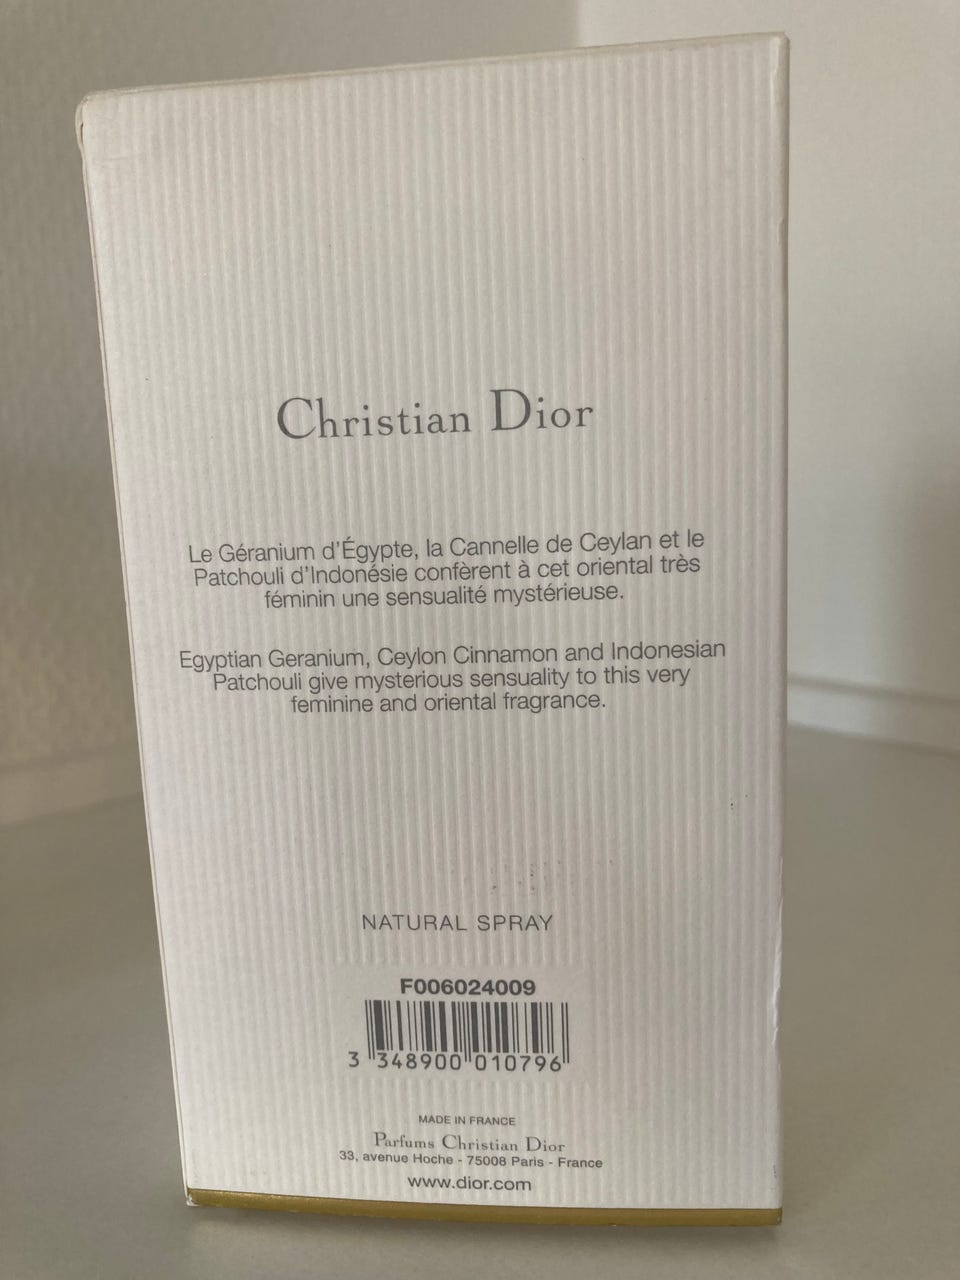 Christian Dior
Le Géranium d'Égypte, la Cannelle de Ceylan et le
Patchouli d'Indonésie confèrent à cet oriental très
féminin une sensualité mystérieuse.
Egyptian Geranium, Ceylon Cinnamon and Indonesian
Patchouli give mysterious sensuality to this very
feminine and oriental fragrance.
NATURAL SPRAY
F006024009
3 348900 010796
MADE IN FRANCE
Parfums Christian Dior
33, avenue Hoche - 75008 Paris - France
www.dior.com